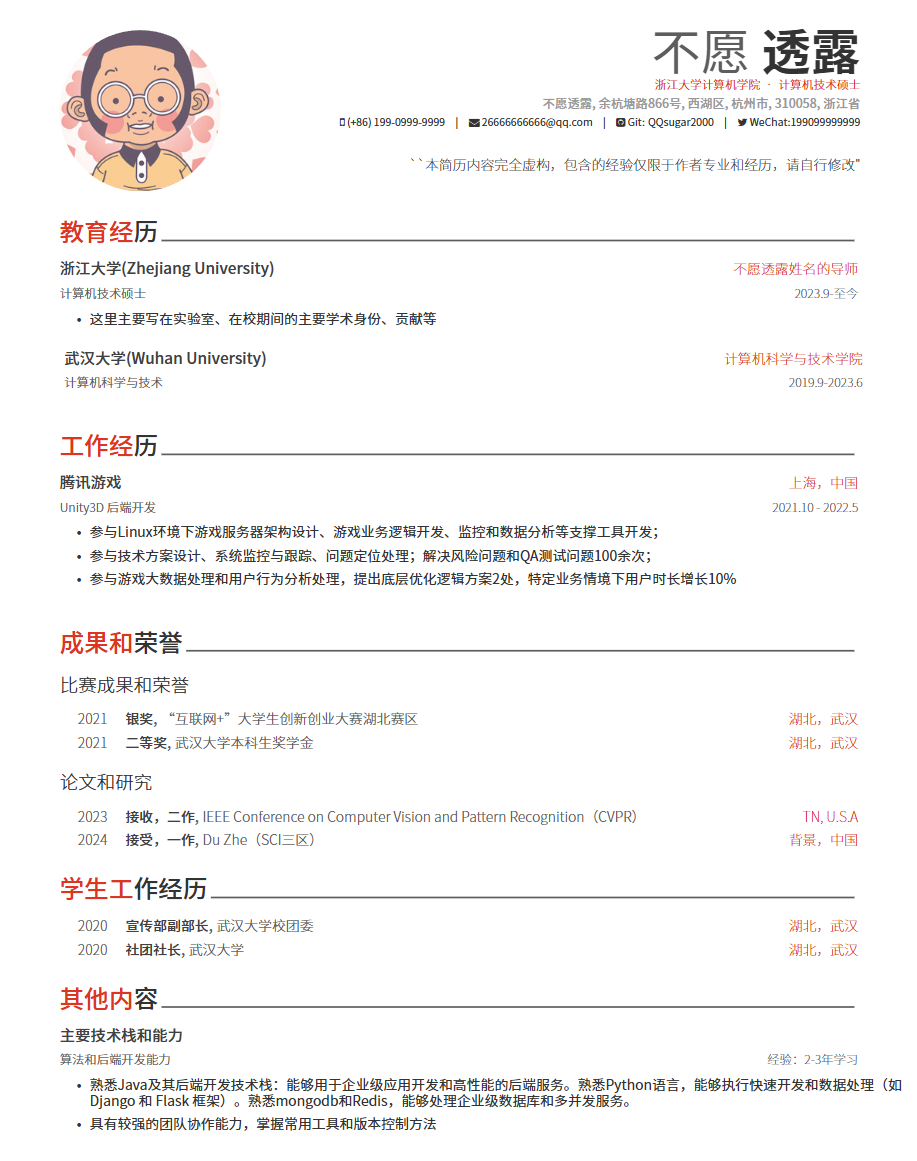 不愿 透露
浙江大学计算机学院 · 计算机技术硕士
不愿透露, 余杭塘路866号, 西湖区, 杭州市, 310058, 浙江省
(+86) 199-0999-9999 | 26666666666@qq.com | Git: QQsugar2000 | WeChat:199099999999
``本简历内容完全虚构，包含的经验仅限于作者专业和经历，请自行修改"
教育经历
浙江大学(Zhejiang University) 不愿透露姓名的导师
计算机技术硕士 2023.9-至今
• 这里主要写在实验室、在校期间的主要学术身份、贡献等
武汉大学(Wuhan University) 计算机科学与技术学院
计算机科学与技术 2019.9-2023.6
工作经历
腾讯游戏 上海，中国
Unity3D 后端开发 2021.10 - 2022.5
• 参与Linux环境下游戏服务器架构设计、游戏业务逻辑开发、监控和数据分析等支撑工具开发；
• 参与技术方案设计、系统监控与跟踪、问题定位处理；解决风险问题和QA测试问题100余次；
• 参与游戏大数据处理和用户行为分析处理，提出底层优化逻辑方案2处，特定业务情境下用户时长增长10%
成果和荣誉
比赛成果和荣誉
2021 银奖, “互联网+”大学生创新创业大赛湖北赛区 湖北，武汉
2021 二等奖, 武汉大学本科生奖学金 湖北，武汉
论文和研究
2023 接收，二作, IEEE Conference on Computer Vision and Pattern Recognition（CVPR） TN, U.S.A
2024 接受，一作, Du Zhe（SCI三区） 背景，中国
学生工作经历
2020 宣传部副部长, 武汉大学校团委 湖北，武汉
2020 社团社长, 武汉大学 湖北，武汉
其他内容
主要技术栈和能力
算法和后端开发能力 经验：2-3年学习
• 熟悉Java及其后端开发技术栈：能够用于企业级应用开发和高性能的后端服务。熟悉Python语言，能够执行快速开发和数据处理（如
Django 和 Flask 框架）。熟悉mongodb和Redis，能够处理企业级数据库和多并发服务。
• 具有较强的团队协作能力，掌握常用工具和版本控制方法